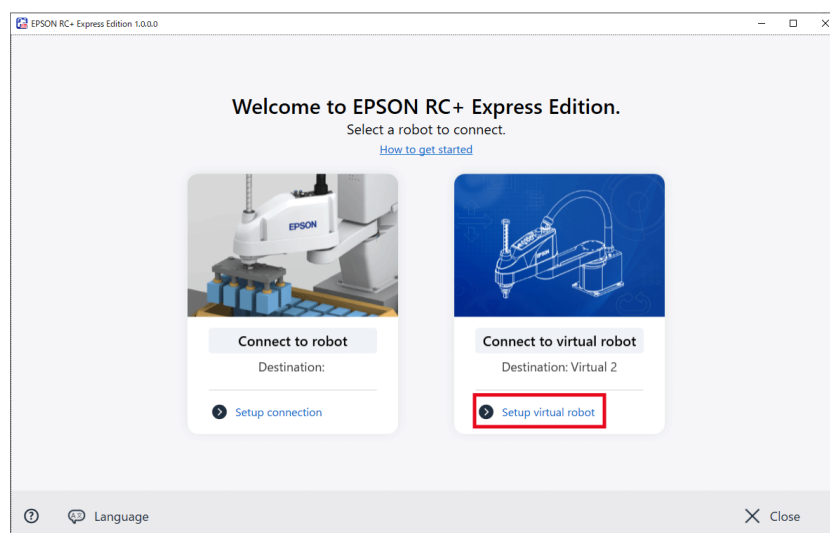 EPSON RC+ Express Edition 1.0.0.0
Welcome to EPSON RC+ Express Edition.
Select a robot to connect.
How to get started
EPSON
EPSON
Connect to robot
Connect to virtual robot
Destination:
Destination: Virtual 2
Setup connection
Setup virtual robot
Language
Close